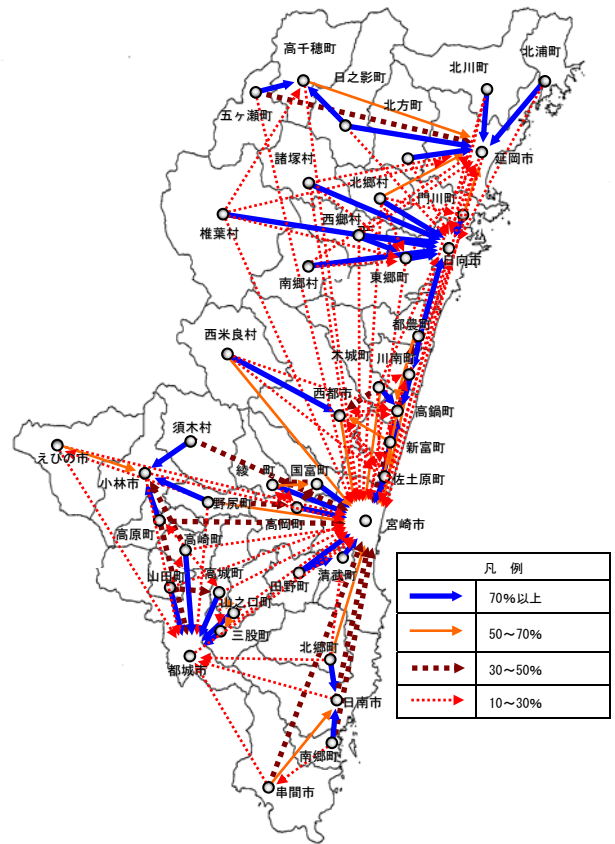 高千穂町
日之影町
北川町
北浦町
五ヶ瀬町
北方町
延岡市
諸塚村
北郷村
門川町
西郷村
椎葉村
日向市
東郷町
南郷村
都農町
西米良村
木城町
川南町
西都市
高鍋町
須木村
新富町
えびの市
綾　町
国富町
小林市
佐土原町
野尻町
高岡町
宮崎市
高原町
高崎町
山田町
高城町
田野町
清武町
山之口町
三股町
都城市
北郷町
日南市
南郷町
串間市
凡　例
70%以上
50～70%
30～50%
10～30%